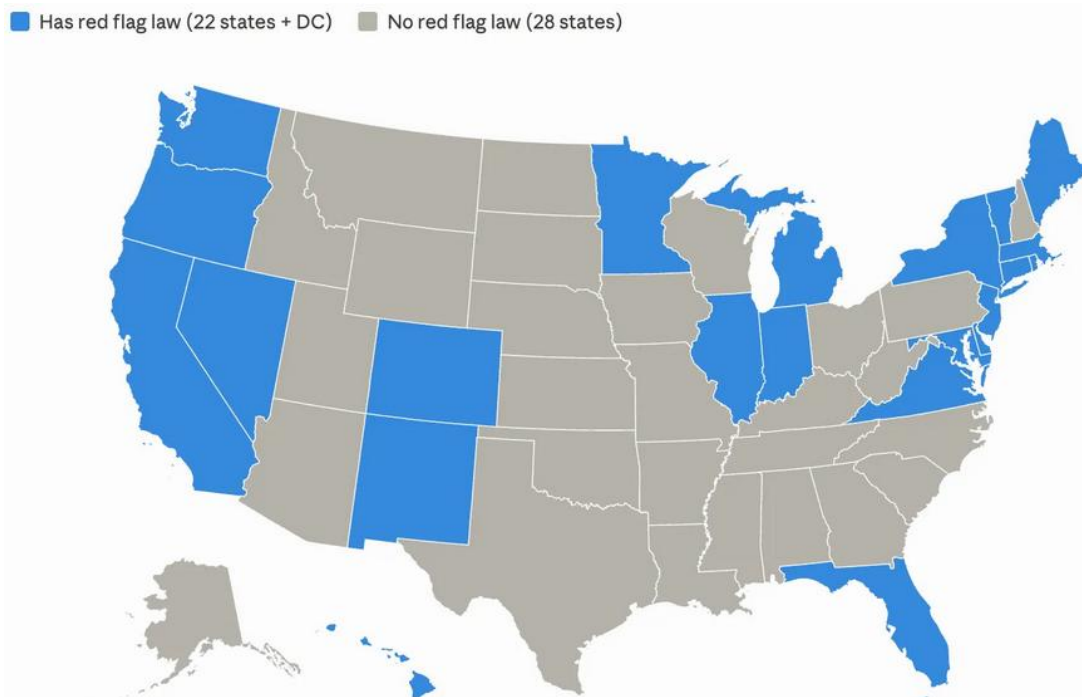 Has red flag law (22 states + DC) No red flag law (28 states)